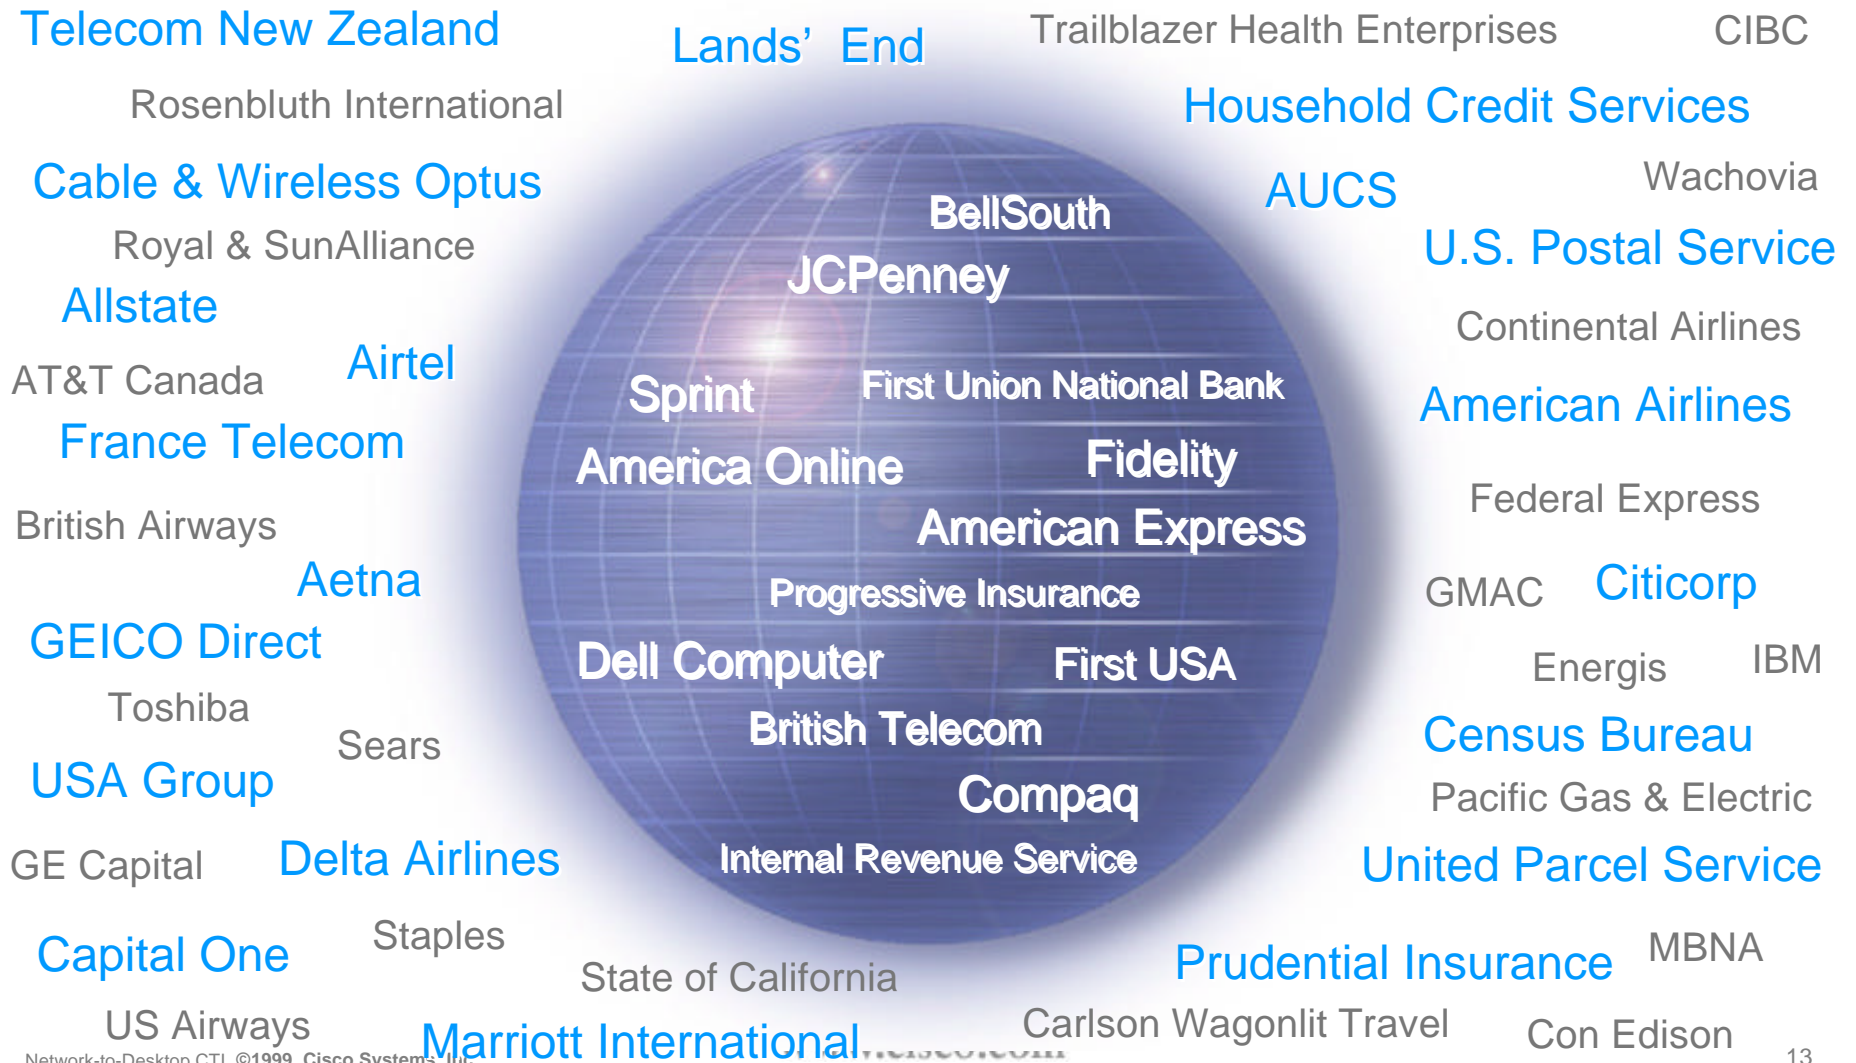 Telecom New Zealand
Lands’ End
Trailblazer Health Enterprises
CIBC
Rosenbluth International
Household Credit Services
Cable & Wireless Optus
BellSouth
AUCS
Wachovia
Royal & SunAlliance
JCPenney
U.S. Postal Service
Allstate
Continental Airlines
AT&T Canada
Airtel
Sprint
First Union National Bank
American Airlines
France Telecom
America Online
Fidelity
Federal Express
British Airways
American Express
Aetna
Progressive Insurance
GMAC
Citicorp
GEICO Direct
Dell Computer
First USA
Energis
IBM
Toshiba
Sears
British Telecom
Census Bureau
USA Group
Compaq
Pacific Gas & Electric
GE Capital
Delta Airlines
Internal Revenue Service
United Parcel Service
Capital One
Staples
State of California
Prudential Insurance
MBNA
US Airways
Marriott International
Carlson Wagonlit Travel
Con Edison
Network-to-Desktop CTI ©1999, Cisco Systems, Inc.
www.cisco.com
13